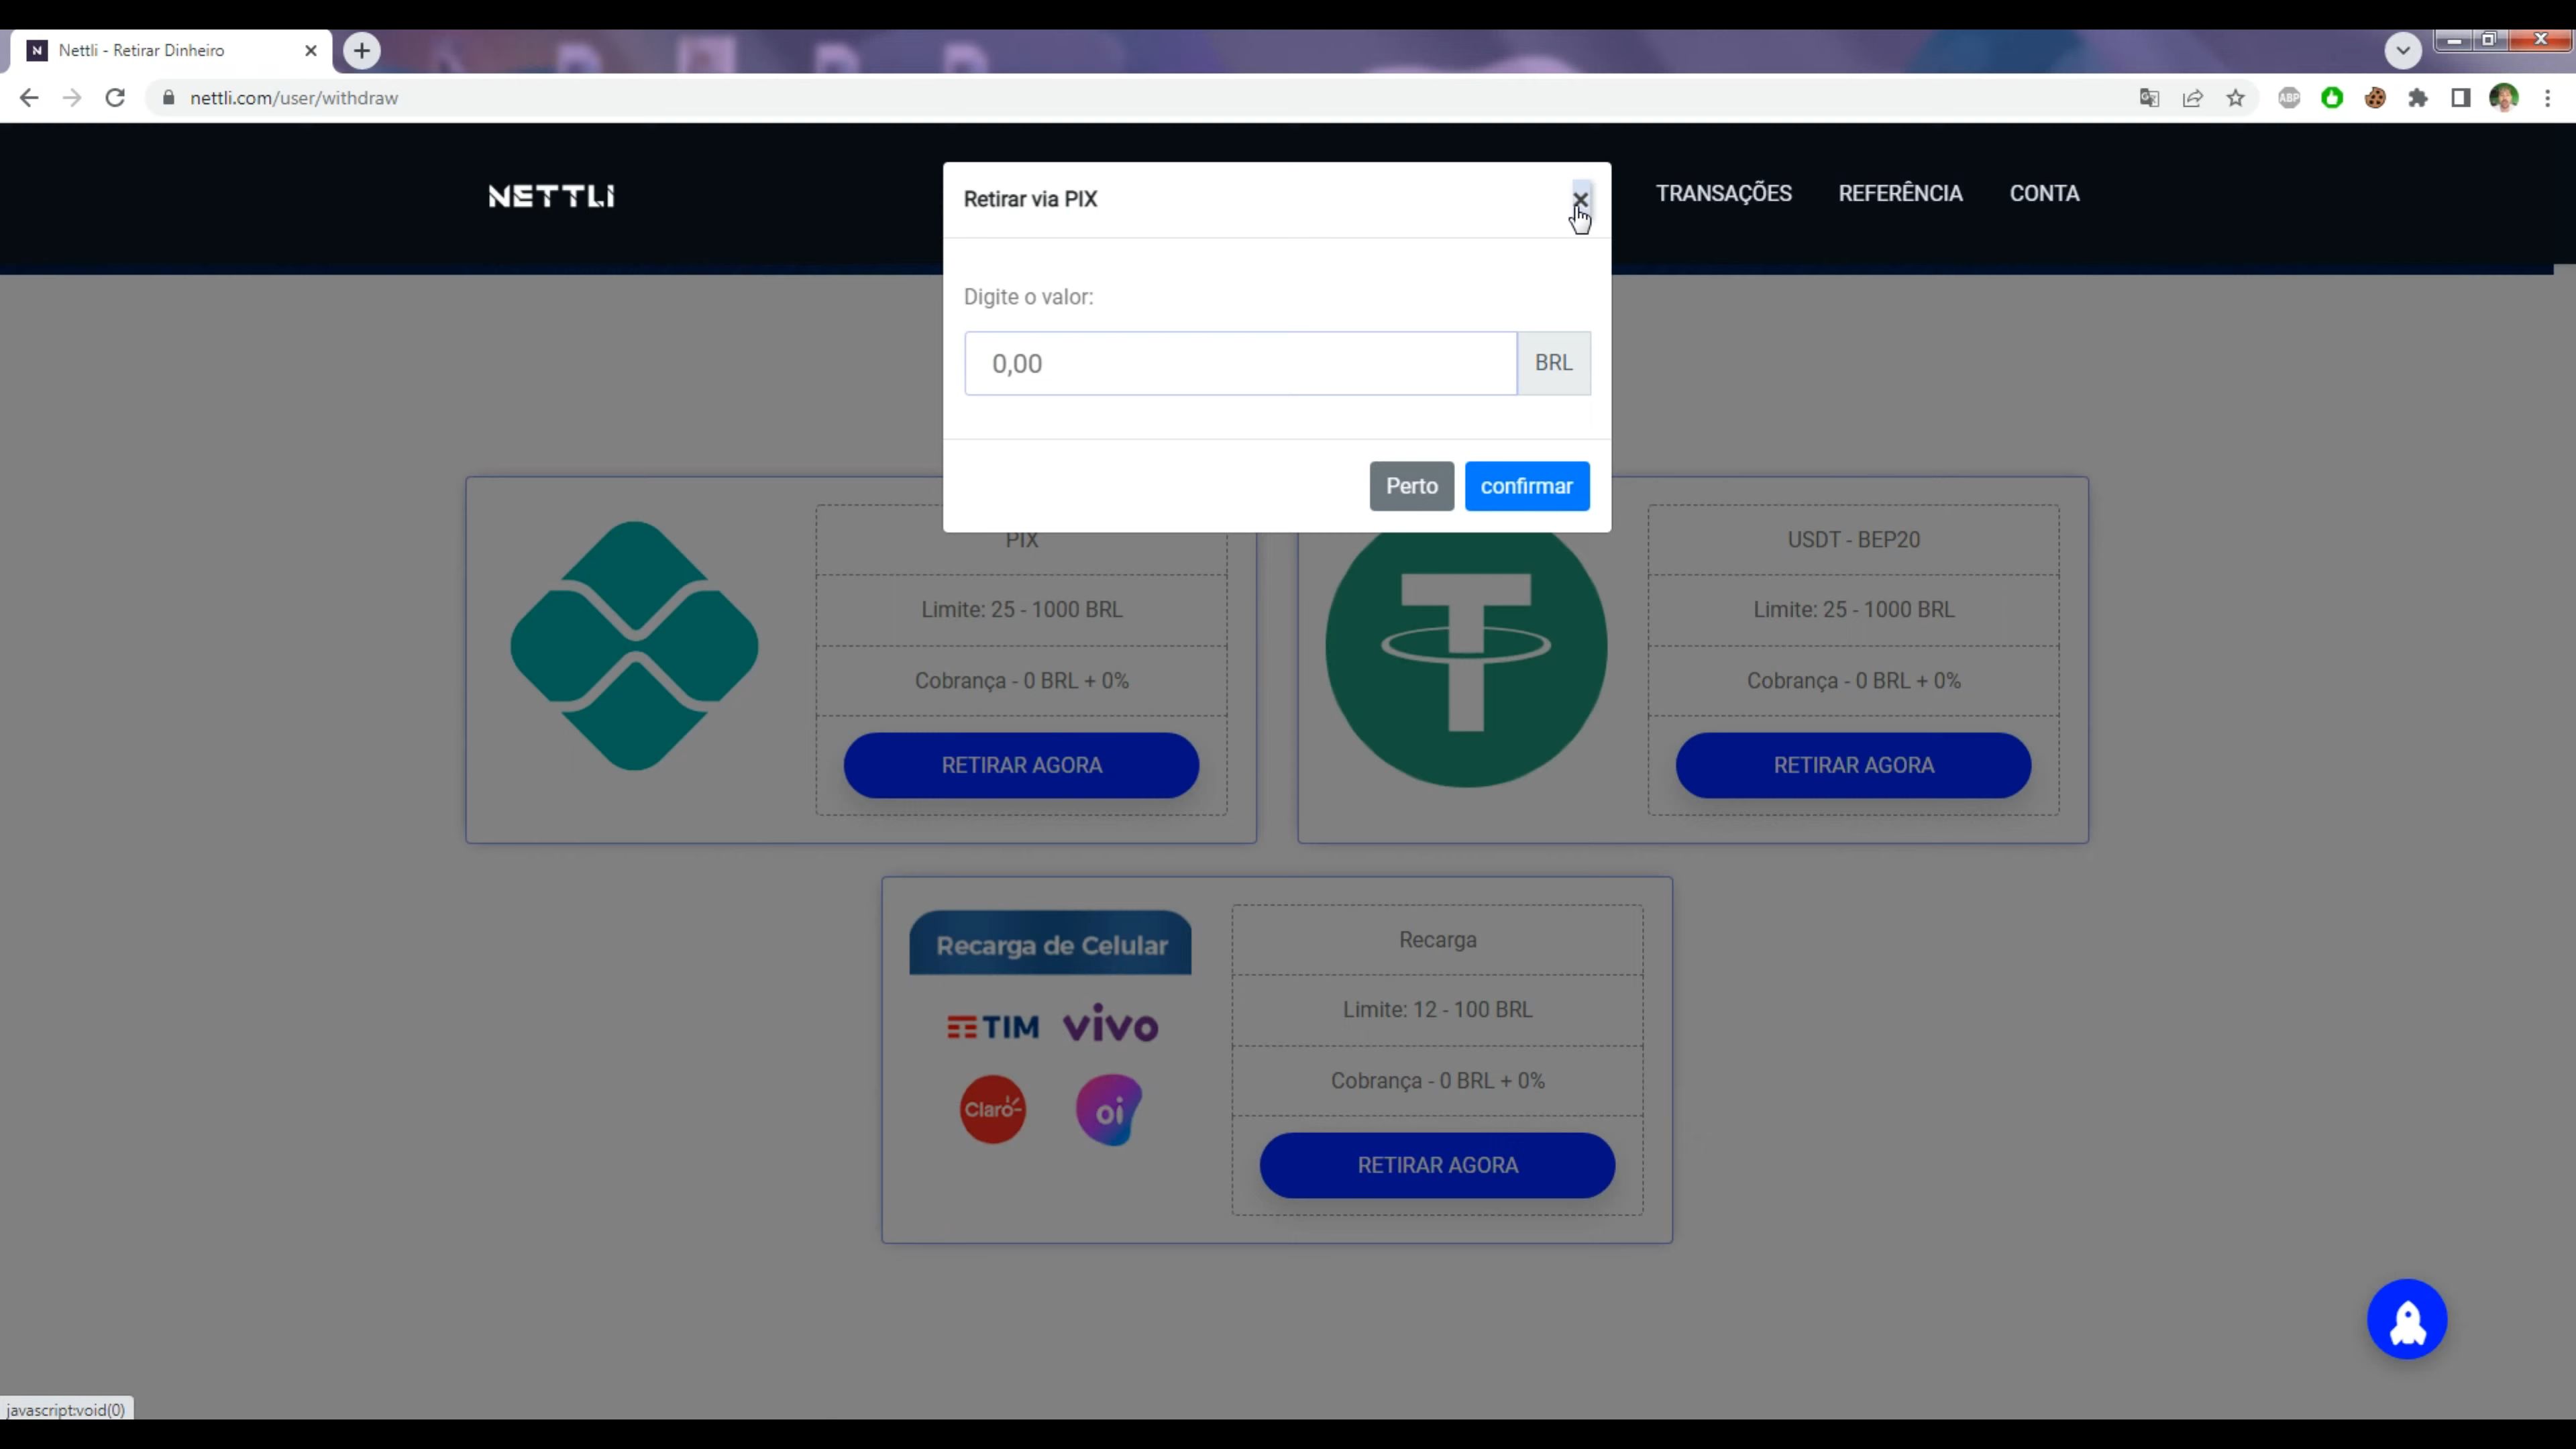 Nettli - Retirar Dinheiro
nettli.com/user/withdraw
ABP
NETTLI
TRANSAÇÕES
REFERÊNCIA
CONTA
Retirar via PIX
Digite o valor:
0,00
BRL
Perto
confirmar
PIX
Limite: 25 - 1000 BRL
Cobrança - 0 BRL + 0%
RETIRAR AGORA
USDT - BEP20
Limite: 25 - 1000 BRL
Cobrança - 0 BRL + 0%
RETIRAR AGORA
Recarga de Celular
TIM
vivo
Claro
oi
Recarga
Limite: 12 - 100 BRL
Cobrança - 0 BRL + 0%
RETIRAR AGORA
javascript:void(0)